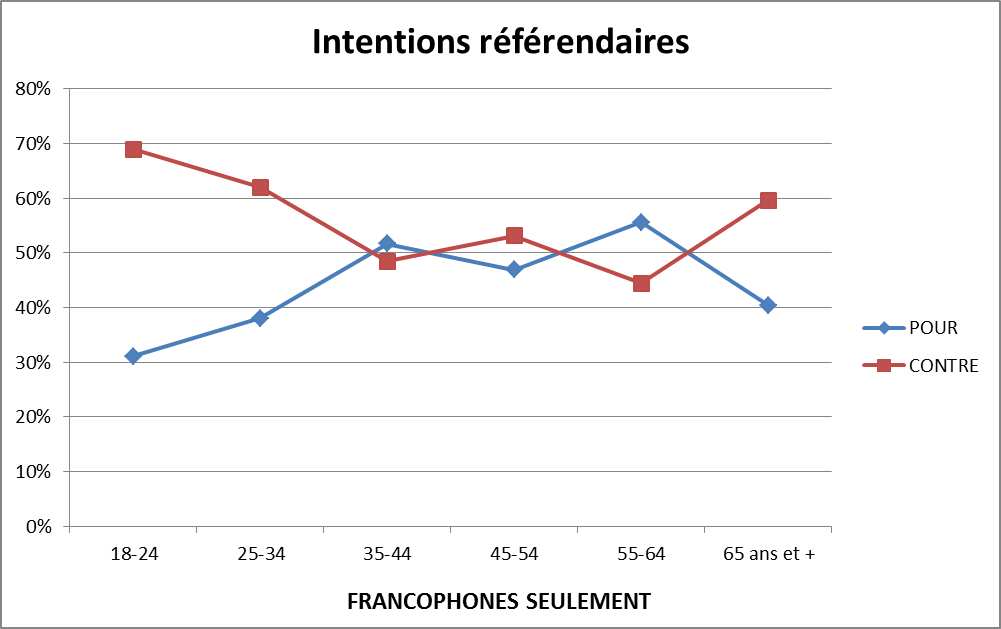 Intentions référendaires
80%
70%
60%
50%
40%
30%
20%
10%
0%
18-24 25-34 35-44 45-54 55-64 65 ans et +
FRANCOPHONES SEULEMENT
POUR
CONTRE